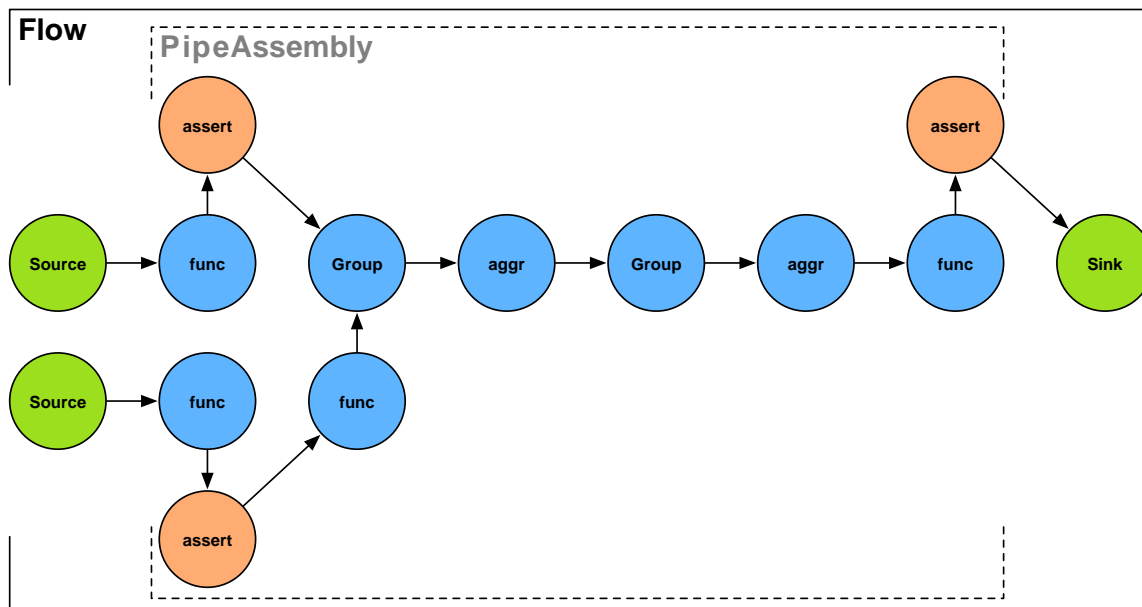 Flow
PipeAssembly
assert
assert
Source
func
Group
aggr
Group
aggr
func
Sink
Source
func
func
assert